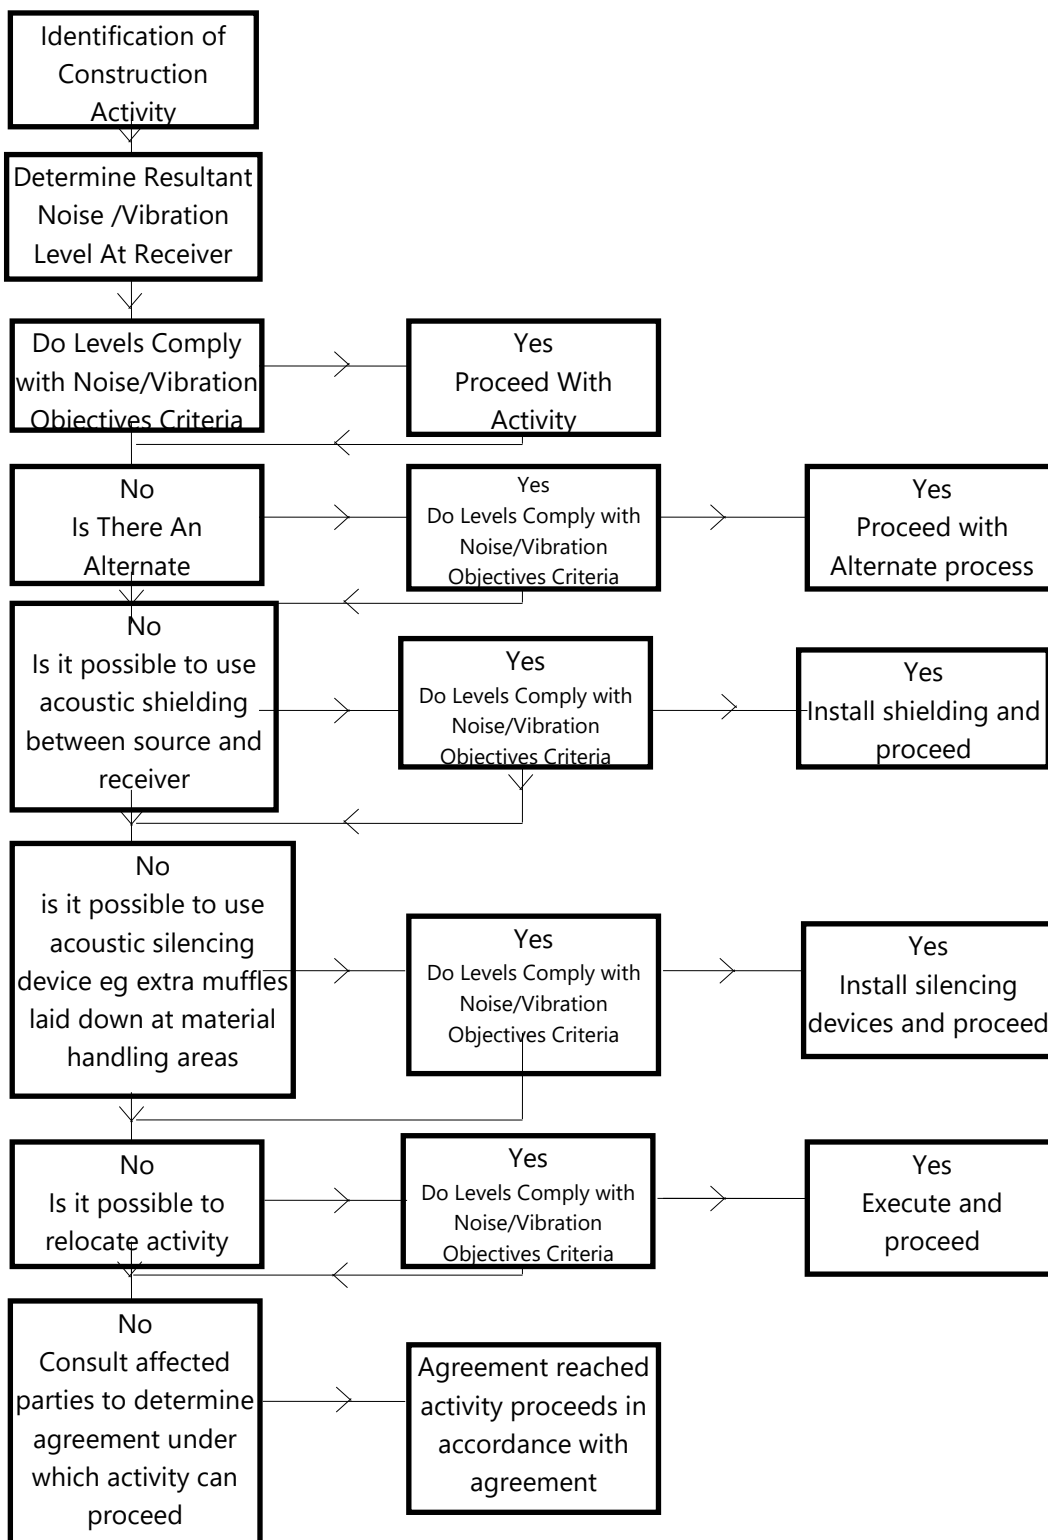 Identification of
Construction
Activity
Determine Resultant
Noise /Vibration
Level At Receiver
Do Levels Comply
with Noise/Vibration
Objectives Criteria
Yes
Proceed With
Activity
No
Is There An
Alternate
Yes
Do Levels Comply with
Noise/Vibration
Objectives Criteria
Yes
Proceed with
Alternate process
No
Is it possible to use
acoustic shielding
between source and
receiver
Yes
Do Levels Comply with
Noise/Vibration
Objectives Criteria
Yes
Install shielding and
proceed
No
is it possible to use
acoustic silencing
device eg extra muffles
laid down at material
handling areas
Yes
Do Levels Comply with
Noise/Vibration
Objectives Criteria
Yes
Install silencing
devices and proceed
No
Is it possible to
relocate activity
Yes
Do Levels Comply with
Noise/Vibration
Objectives Criteria
Yes
Execute and
proceed
No
Consult affected
parties to determine
agreement under
which activity can
proceed
Agreement reached
activity proceeds in
accordance with
agreement